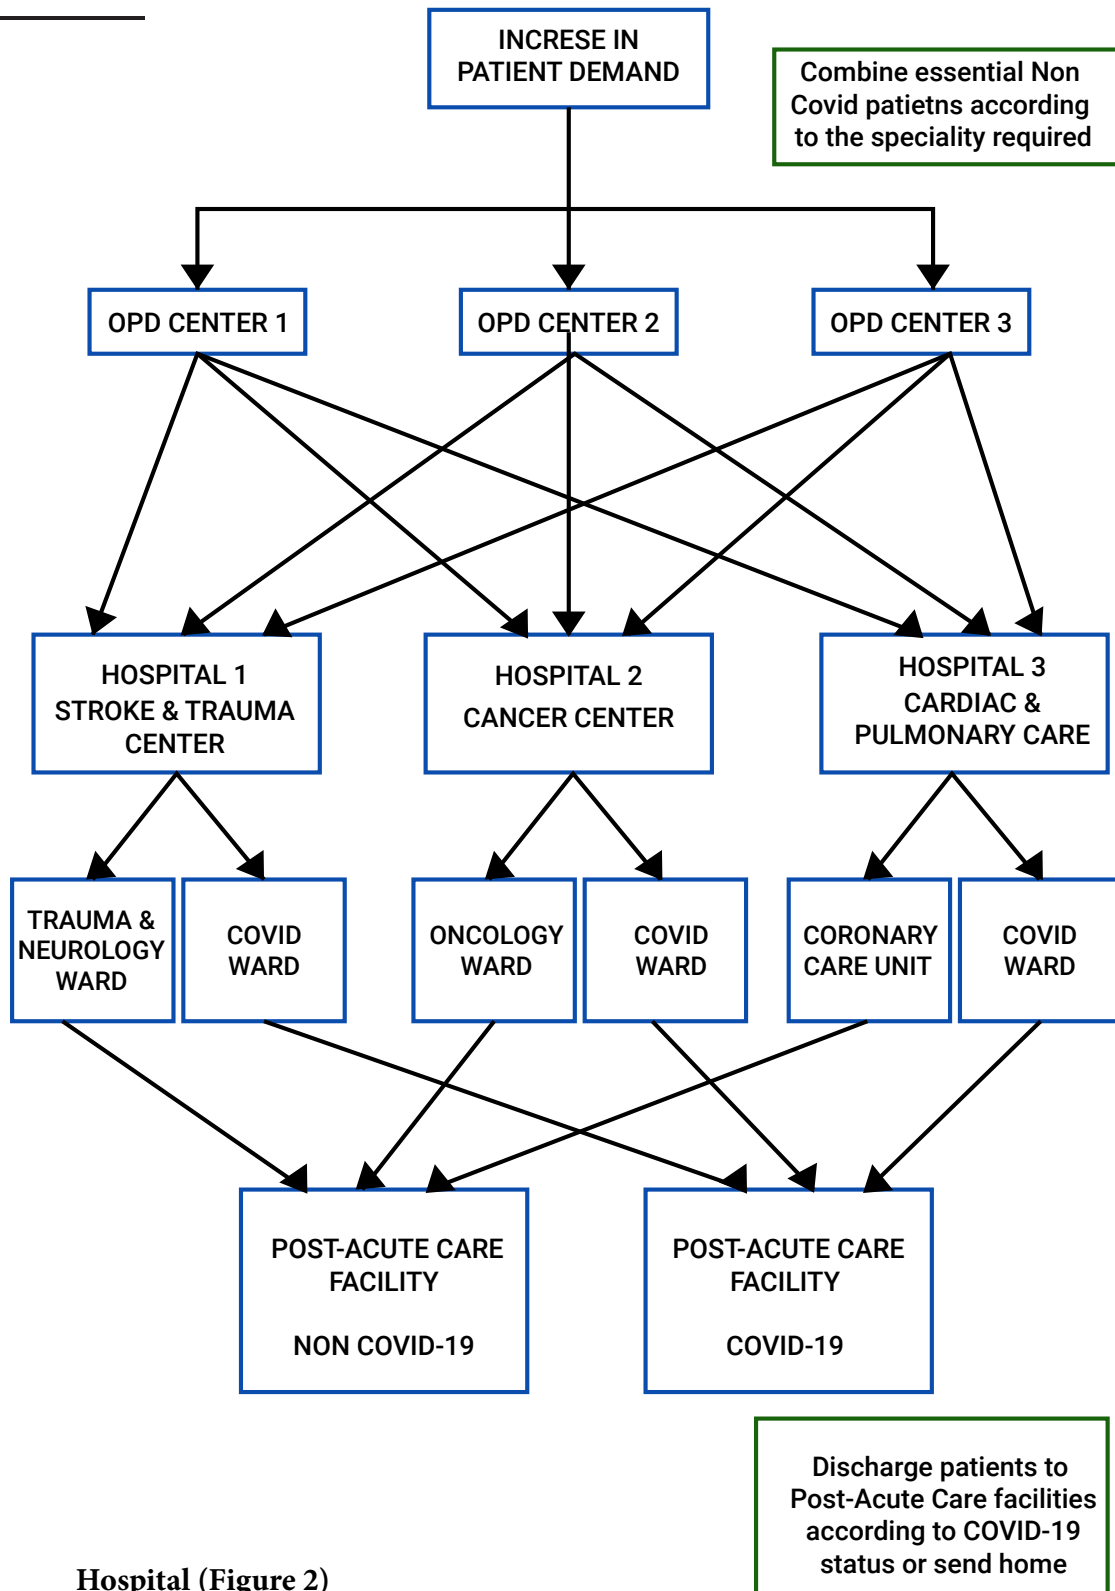 INCRESE IN
PATIENT DEMAND
Combine essential Non
Covid patietns according
to the speciality required
OPD CENTER 1
OPD CENTER 2
OPD CENTER 3
HOSPITAL 1
STROKE & TRAUMA
CENTER
HOSPITAL 2
CANCER CENTER
HOSPITAL 3
CARDIAC &
PULMONARY CARE
TRAUMA &
NEUROLOGY
WARD
COVID
WARD
ONCOLOGY
WARD
COVID
WARD
CORONARY
CARE UNIT
COVID
WARD
POST-ACUTE CARE
FACILITY
NON COVID-19
POST-ACUTE CARE
FACILITY
COVID-19
Discharge patients to
Post-Acute Care facilities
according to COVID-19
status or send home
Hospital (Figure 2)